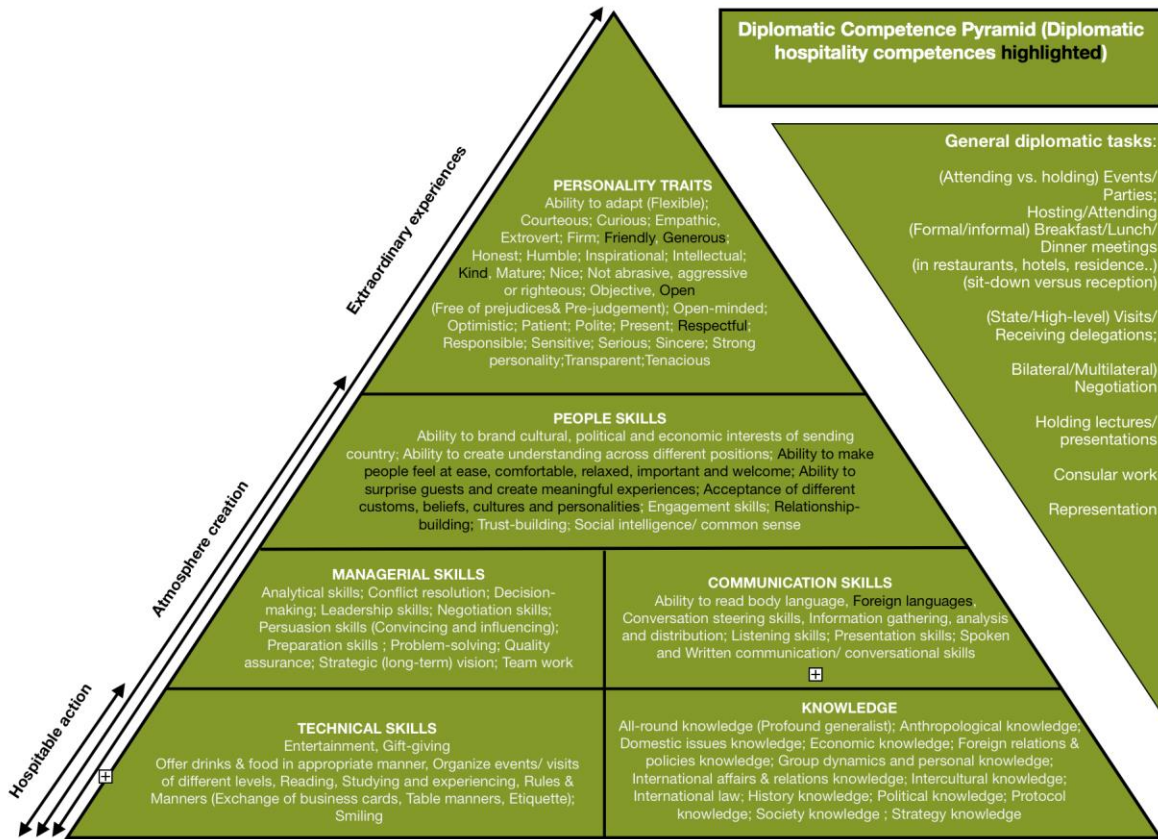 Diplomatic Competence Pyramid (Diplomatic
hospitality competences highlighted)
General diplomatic tasks:
(Attending vs. holding) Events/
Parties;
Hosting/Attending
(Formal/informal) Breakfast/Lunch/
Dinner meetings
(in restaurants, hotels, residence..)
(sit-down versus reception)
(State/High-level) Visits/
Receiving delegations;
Bilateral/Multilateral)
Negotiation
Holding lectures/
presentations
Consular work
Representation
Extraordinary experiences
Atmosphere creation
Hospitable action
PERSONALITY TRAITS
Ability to adapt (Flexible);
Courteous; Curious; Empathic,
Extrovert; Firm; Friendly, Generous;
Honest; Humble; Inspirational; Intellectual;
Kind, Mature; Nice; Not abrasive, aggressive
or righteous; Objective, Open
(Free of prejudices& Pre-judgement); Open-minded;
Optimistic; Patient; Polite; Present; Respectful;
Responsible; Sensitive; Serious; Sincere; Strong
personality;Transparent;Tenacious
PEOPLE SKILLS
Ability to brand cultural, political and economic interests of sending
country; Ability to create understanding across different positions; Ability to make
people feel at ease, comfortable, relaxed, important and welcome; Ability to
surprise guests and create meaningful experiences; Acceptance of different
customs, beliefs, cultures and personalities; Engagement skills; Relationship-
building; Trust-building; Social intelligence/ common sense
MANAGERIAL SKILLS
Analytical skills; Conflict resolution; Decision-
making; Leadership skills; Negotiation skills;
Persuasion skills (Convincing and influencing);
Preparation skills ; Problem-solving; Quality
assurance; Strategic (long-term) vision; Team work
COMMUNICATION SKILLS
Ability to read body language, Foreign languages,
Conversation steering skills, Information gathering, analysis
and distribution; Listening skills; Presentation skills; Spoken
and Written communication/ conversational skills
TECHNICAL SKILLS
Entertainment, Gift-giving
Offer drinks & food in appropriate manner, Organize events/ visits
of different levels, Reading, Studying and experiencing, Rules &
Manners (Exchange of business cards, Table manners, Etiquette);
Smiling
KNOWLEDGE
All-round knowledge (Profound generalist); Anthropological knowledge;
Domestic issues knowledge; Economic knowledge; Foreign relations &
policies knowledge; Group dynamics and personal knowledge;
International affairs & relations knowledge; Intercultural knowledge;
International law; History knowledge; Political knowledge; Protocol
knowledge; Society knowledge ; Strategy knowledge